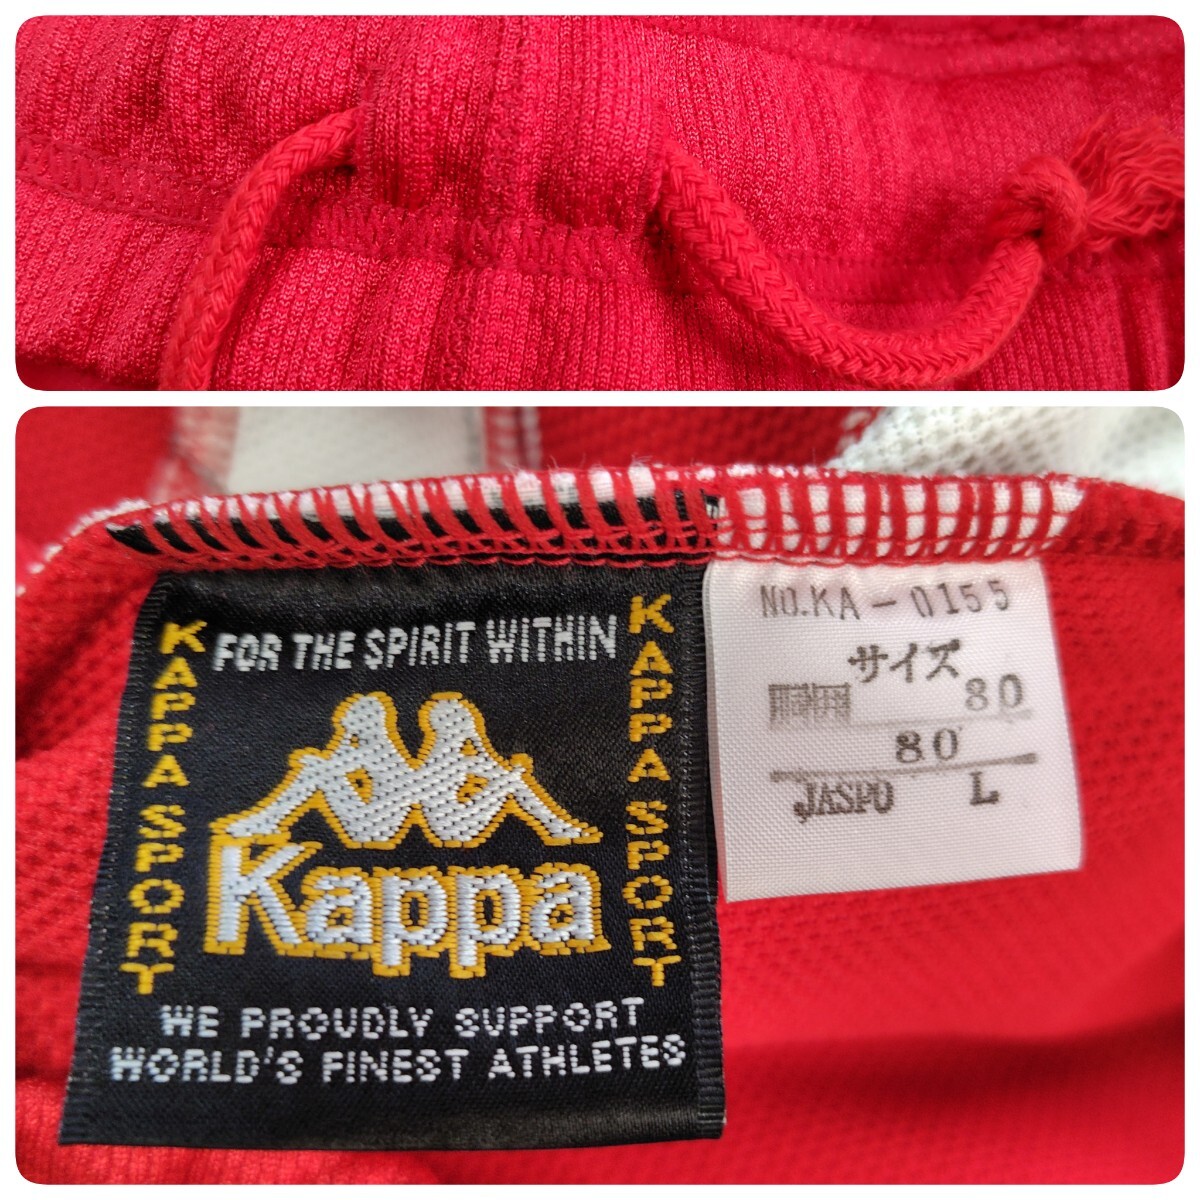 FOR THE SPIRIT WITHIN
KAPPA SPORT
Kappa
KAPPA SPORT
WE PROUDLY SUPPORT
WORLD'S FINEST ATHLETES
NO.KA-0155
サイズ
80
80
JASPO L